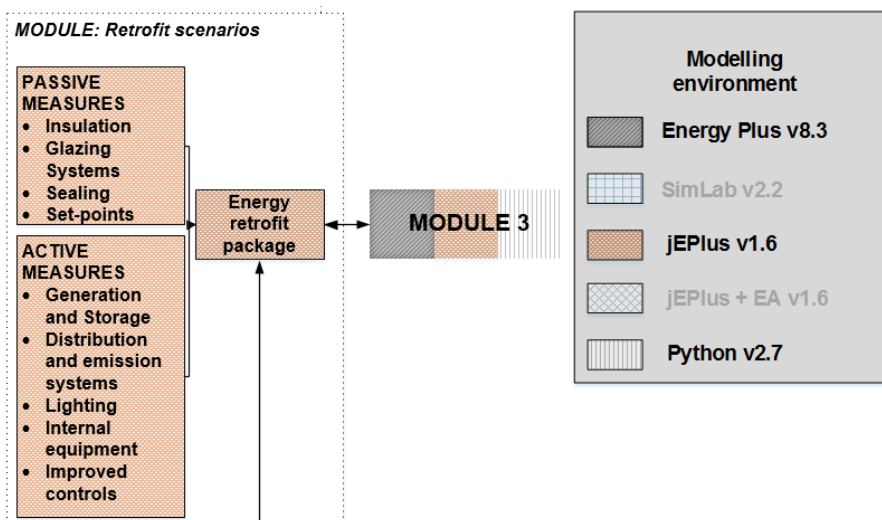 MODULE: Retrofit scenarios
PASSIVE
MEASURES
• Insulation
• Glazing
Systems
• Sealing
• Set-points
ACTIVE
MEASURES
• Generation
and Storage
• Distribution
and emission
systems
• Lighting
• Internal
equipment
• Improved
controls
Energy
retrofit
package
MODULE 3
Modelling
environment
Energy Plus v8.3
SimLab v2.2
jEPlus v1.6
jEPlus + EA v1.6
Python v2.7